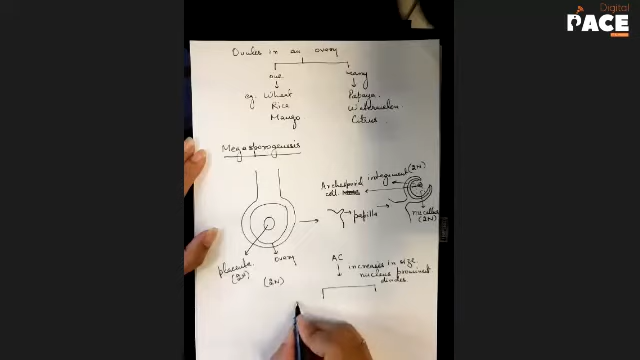 Digital
PACE
Ovules in an ovary
one many
eg. Wheat Papaya.
Rice Watermelon
Mango Citrus.
Megasporogenesis
integument (2N)
Archesporial
cell
papilla
nucellus
(2N)
placenta
(2N)
ovary
(2N)
AC
increases in size
nucleus prominent
divides